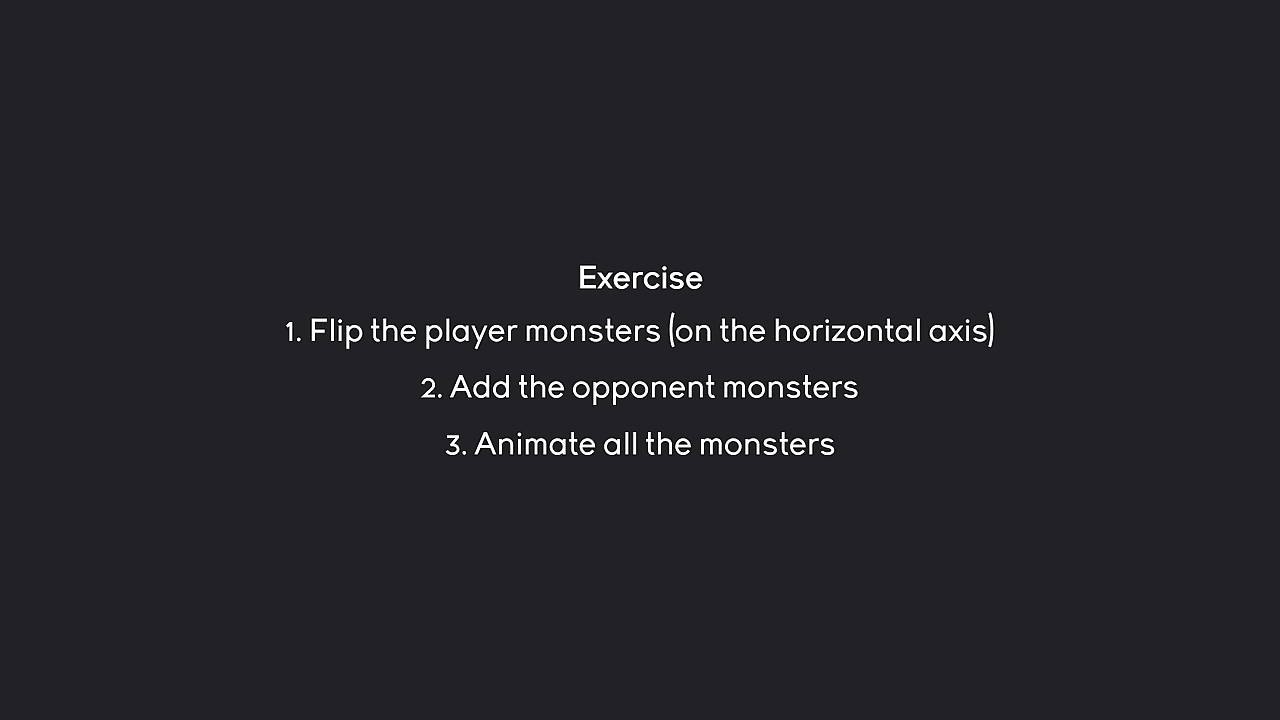 Exercise
1. Flip the player monsters (on the horizontal axis)
2. Add the opponent monsters
3. Animate all the monsters